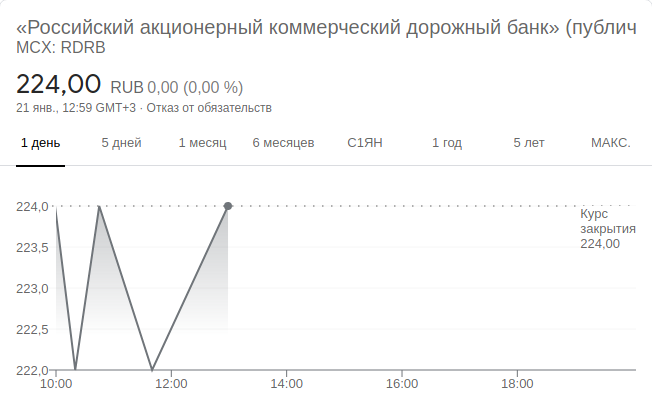 «Российский акционерный коммерческий дорожный банк» (публич
MCX: RDRB
224,00 RUB 0,00 (0,00 %)
21 янв., 12:59 GMT+3 · Отказ от обязательств
1 день 5 дней 1 месяц 6 месяцев С1ЯН 1 год 5 лет МАКС.
224,0
Курс
закрытия
224,00
223,5
223,0
222,5
222,0
10:00 12:00 14:00 16:00 18:00